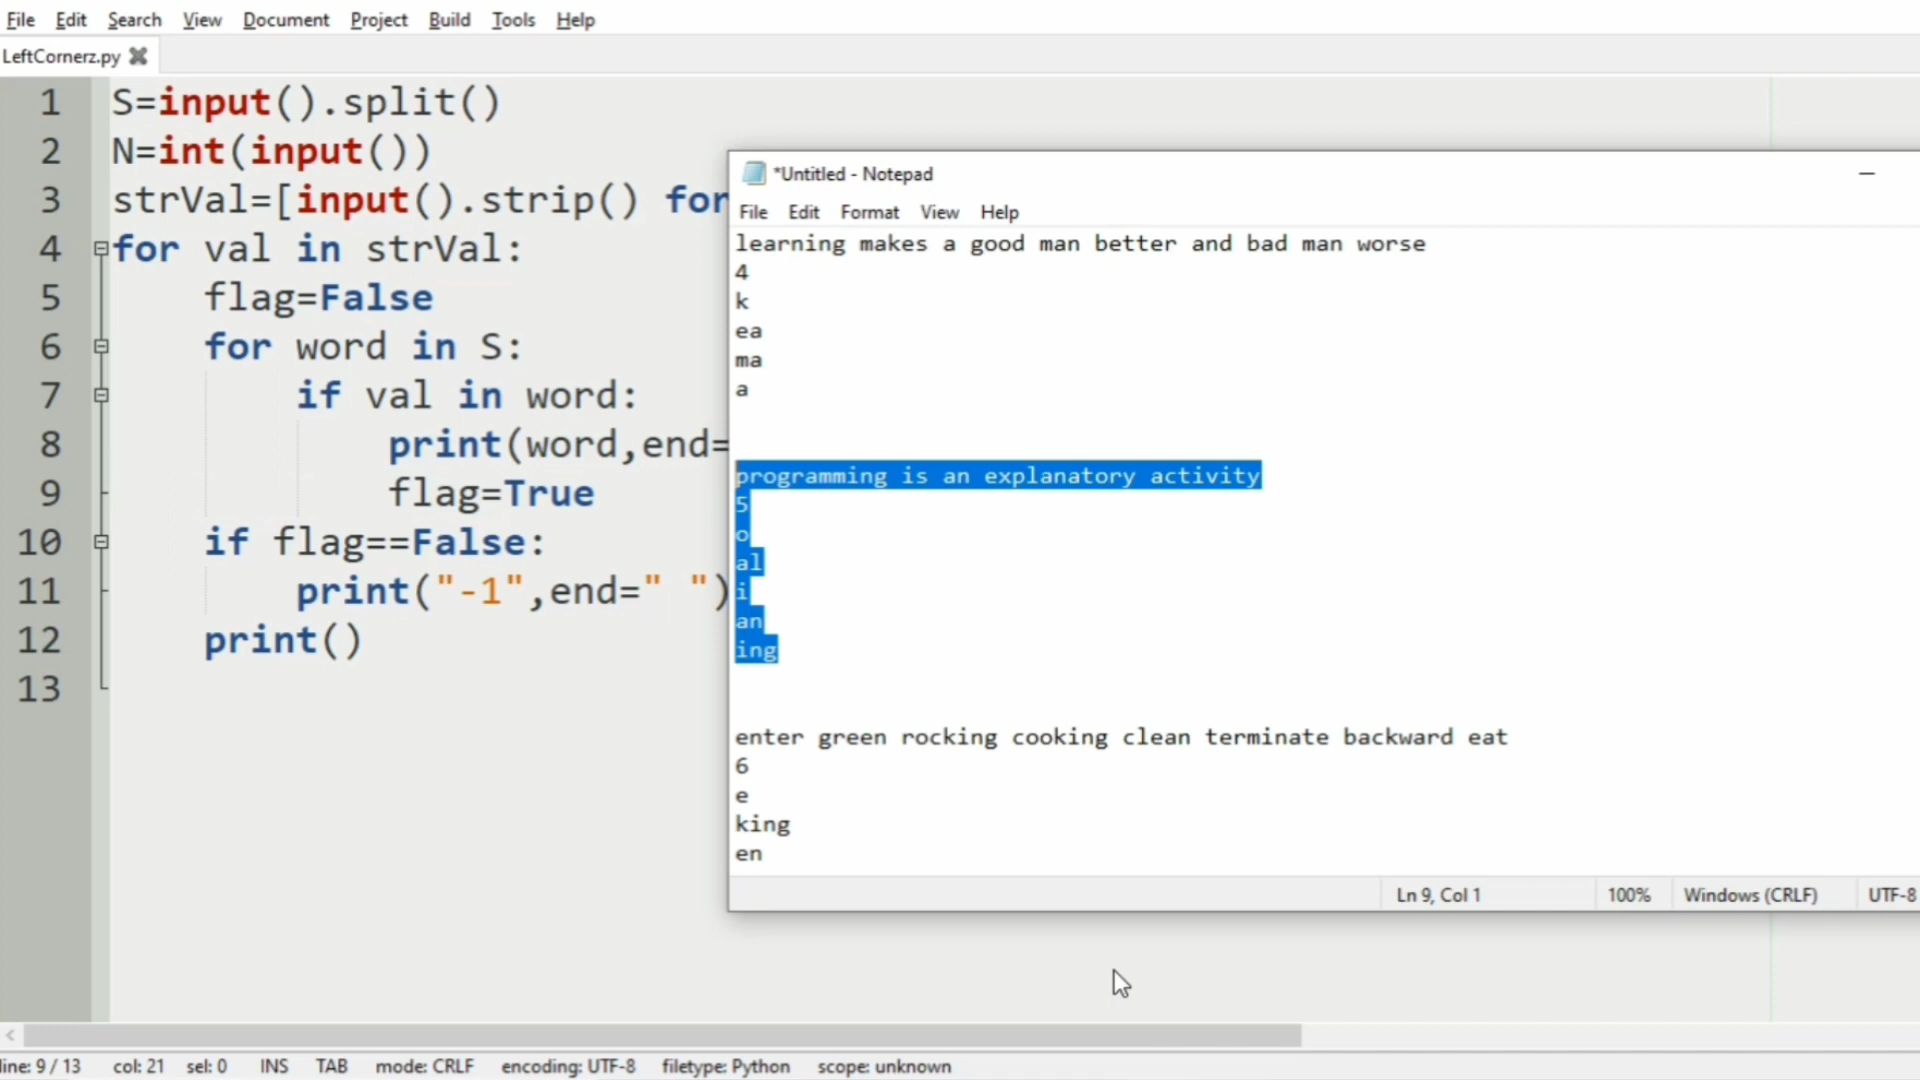 File Edit Search View Document Project Build Tools Help
LeftCornerz.py
1 S=input().split()
2 N=int(input())
3 strVal=[input().strip() for
4 for val in strVal:
5 flag=False
6 for word in S:
7 if val in word:
8 print(word,end=
9 flag=True
10 if flag==False:
11 print("-1",end=" ")
12 print()
13
*Untitled - Notepad
File Edit Format View Help
learning makes a good man better and bad man worse
4
k
ea
ma
a
programming is an explanatory activity
5
o
al
i
an
ing
enter green rocking cooking clean terminate backward eat
6
e
king
en
Ln 9, Col 1 100% Windows (CRLF) UTF-8
line: 9 / 13 col: 21 sel: 0 INS TAB mode: CRLF encoding: UTF-8 filetype: Python scope: unknown